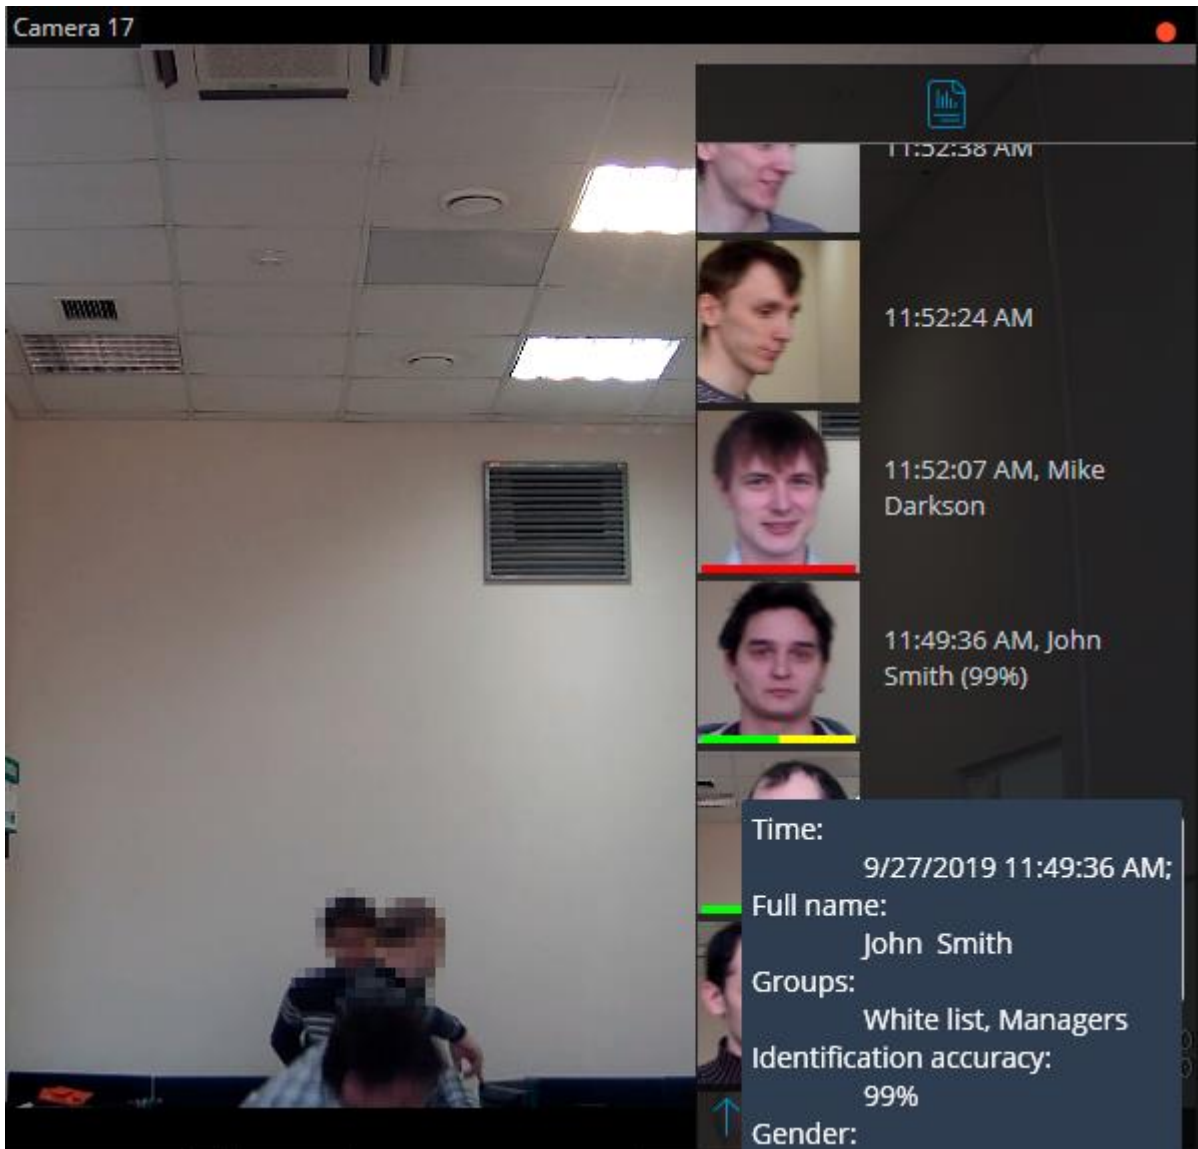 Camera 17
11:52:38 AM
11:52:24 AM
11:52:07 AM, Mike
Darkson
11:49:36 AM, John
Smith (99%)
Time:
9/27/2019 11:49:36 AM;
Full name:
John  Smith
Groups:
White list, Managers
Identification accuracy:
99%
Gender: